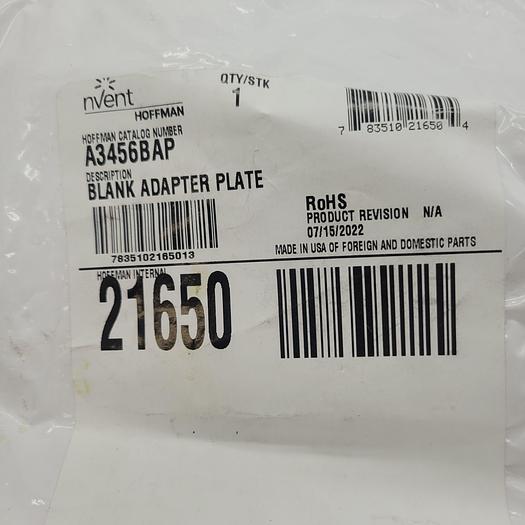 nVent
HOFFMAN
QTY/STK
1
7 83510 21650 4
HOFFMAN CATALOG NUMBER
A3456BAP
DESCRIPTION
BLANK ADAPTER PLATE
7835102165013
RoHS
PRODUCT REVISION N/A
07/15/2022
MADE IN USA OF FOREIGN AND DOMESTIC PARTS
HOFFMAN INTERNAL
21650